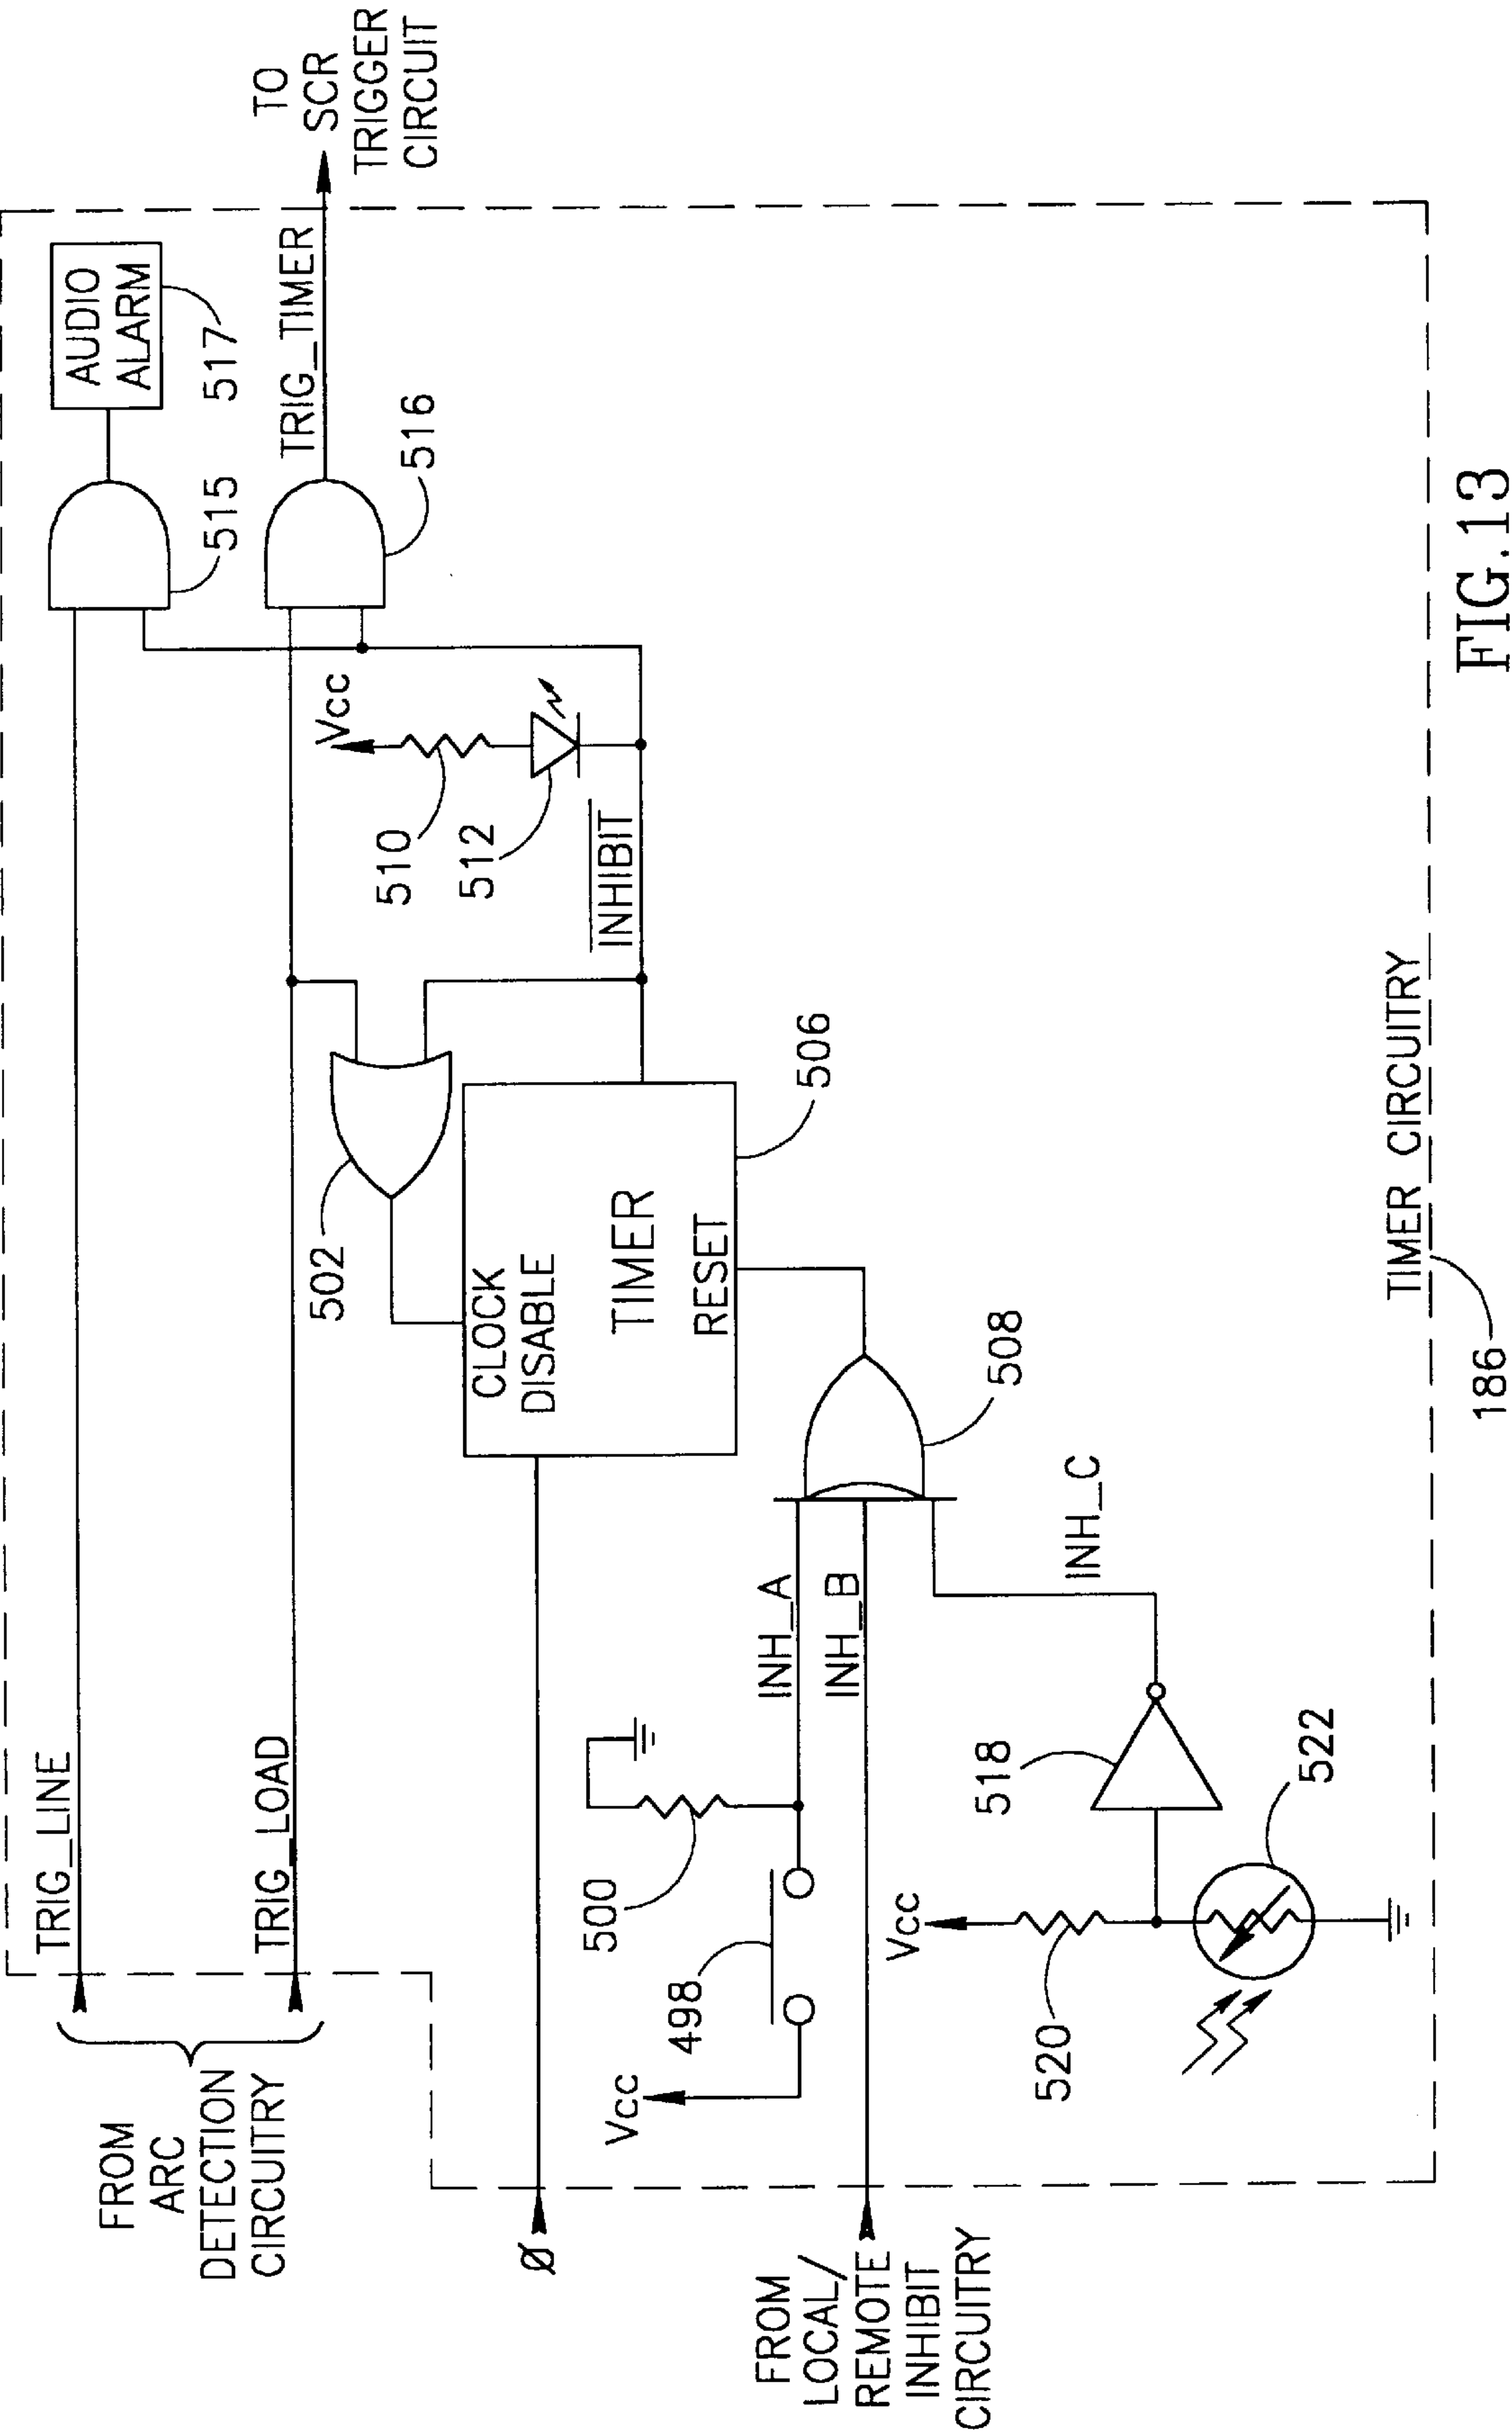 FROM
ARC
DETECTION
CIRCUITRY
TRIG_LINE
TRIG_LOAD
515
AUDIO
ALARM
517
TRIG_TIMER
516
TO
SCR
TRIGGER
CIRCUIT
Vcc
510
512
INHIBIT
502
Ø
CLOCK
DISABLE
TIMER
RESET
506
Vcc
498
500
INH_A
INH_B
508
FROM
LOCAL/
REMOTE
INHIBIT
CIRCUITRY
Vcc
520
518
522
INH_C
TIMER CIRCUITRY
186
FIG.13